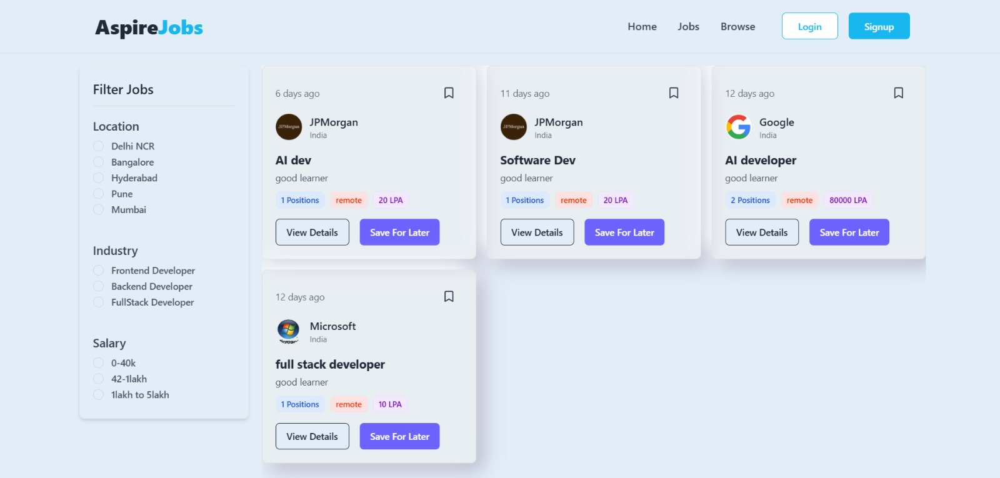 AspireJobs
Home Jobs Browse Login Signup
Filter Jobs
Location
Delhi NCR
Bangalore
Hyderabad
Pune
Mumbai
Industry
Frontend Developer
Backend Developer
FullStack Developer
Salary
0-40k
42-1lakh
1lakh to 5lakh
6 days ago
J.P.Morgan
JPMorgan
India
AI dev
good learner
1 Positions remote 20 LPA
View Details Save For Later
11 days ago
J.P.Morgan
JPMorgan
India
Software Dev
good learner
1 Positions remote 20 LPA
View Details Save For Later
12 days ago
Google
India
AI developer
good learner
2 Positions remote 80000 LPA
View Details Save For Later
12 days ago
Microsoft
India
full stack developer
good learner
1 Positions remote 10 LPA
View Details Save For Later